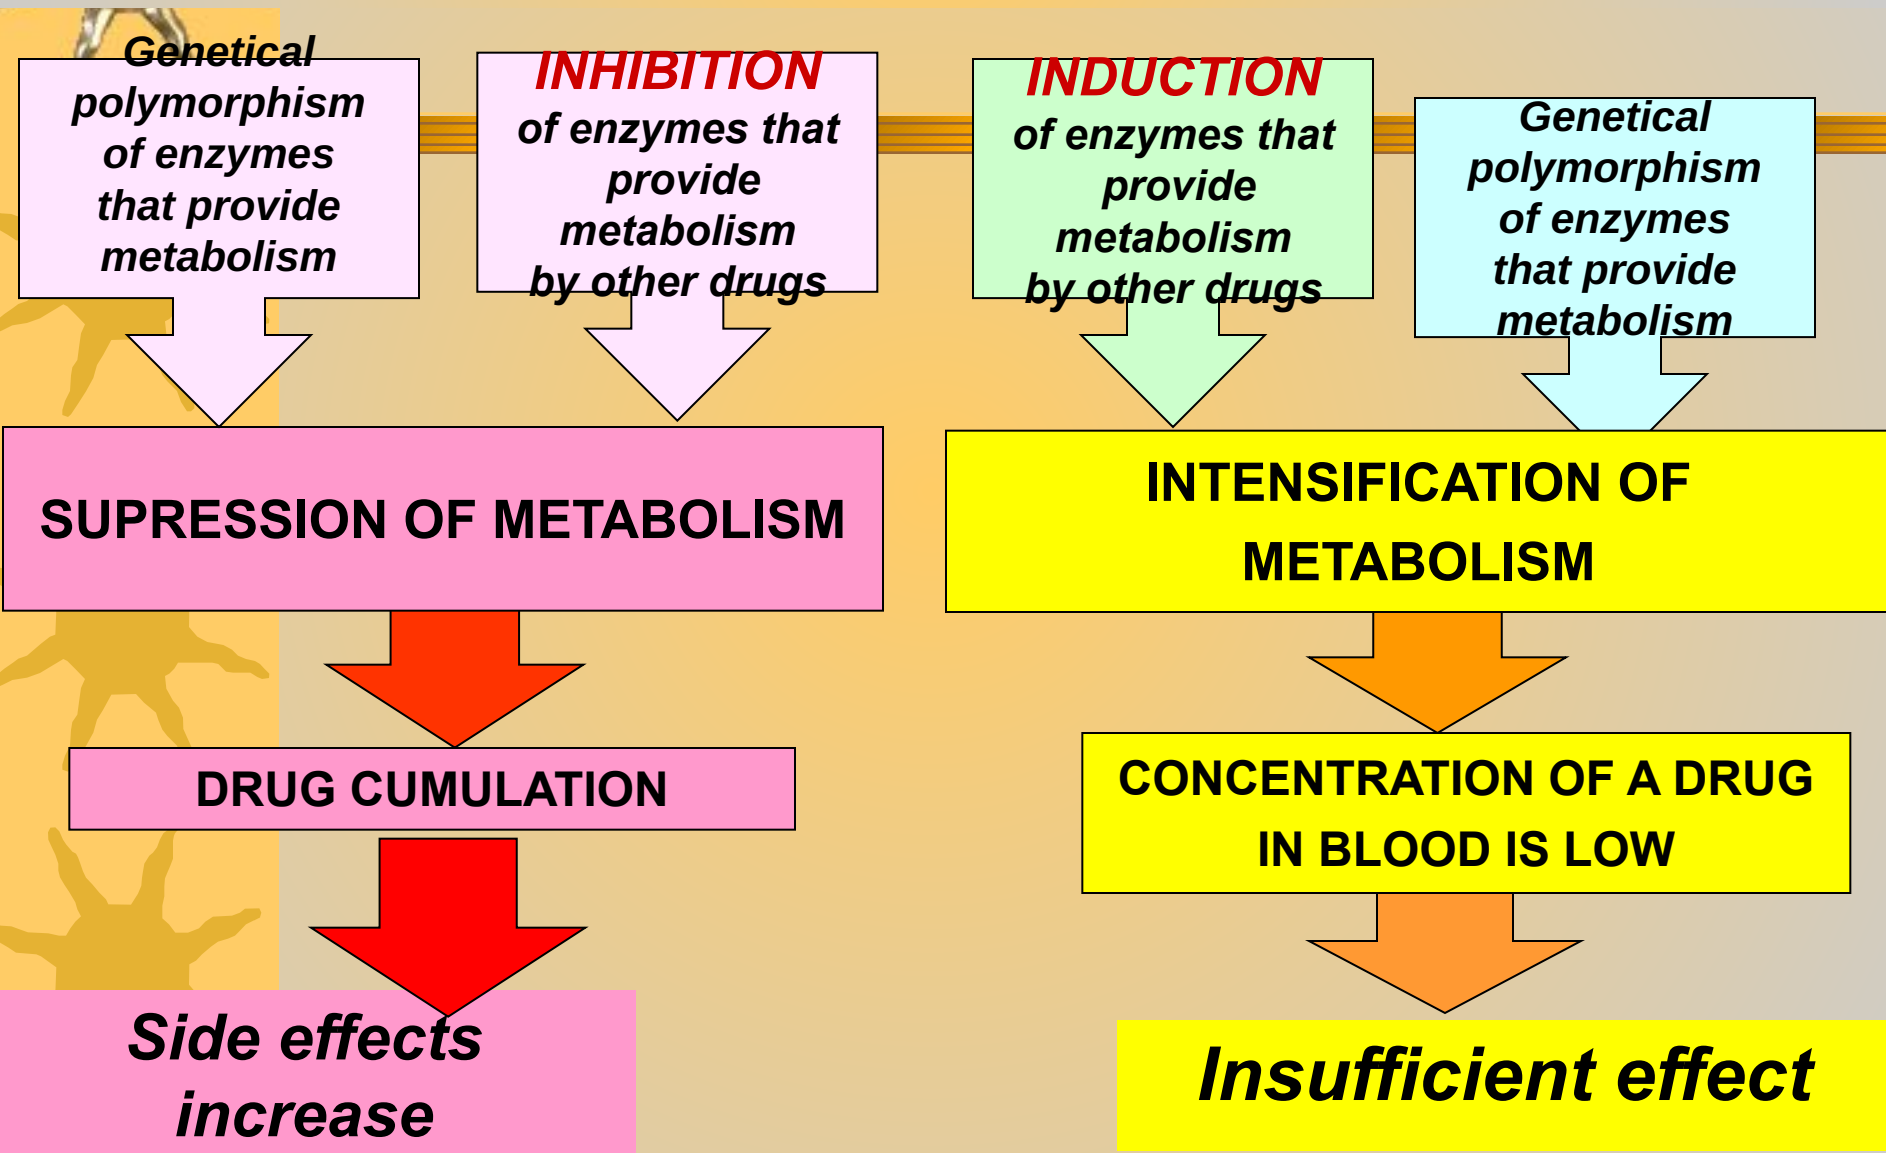 Genetical
polymorphism
of enzymes
that provide
metabolism
INHIBITION
of enzymes that
provide
metabolism
by other drugs
INDUCTION
of enzymes that
provide
metabolism
by other drugs
Genetical
polymorphism
of enzymes
that provide
metabolism
SUPRESSION OF METABOLISM
INTENSIFICATION OF
METABOLISM
DRUG CUMULATION
CONCENTRATION OF A DRUG
IN BLOOD IS LOW
Side effects
increase
Insufficient effect